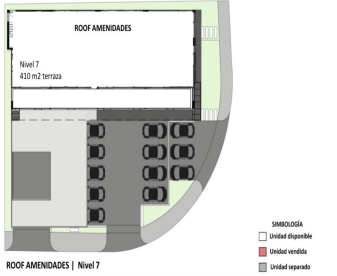 ROOF AMENIDADES
Nivel 7
410 m2 terraza
SIMBOLOGÍA
Unidad disponible
Unidad vendida
Unidad separado
ROOF AMENIDADES | Nivel 7